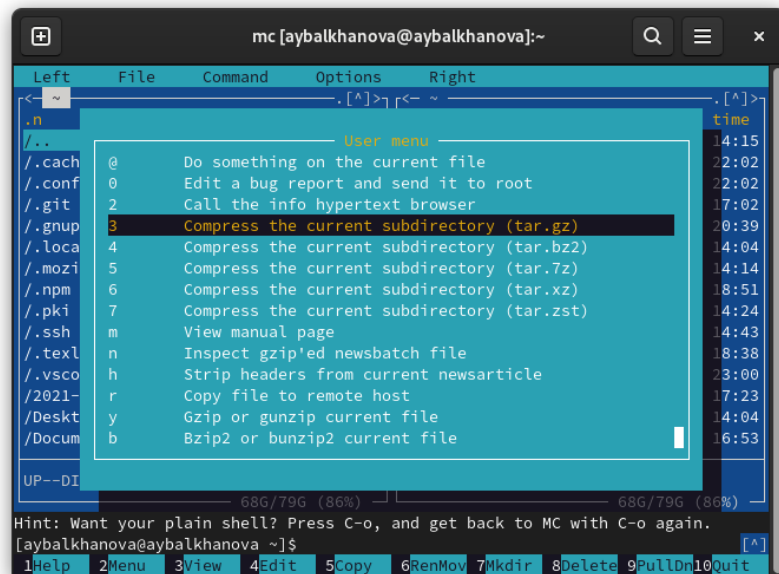 mc [aybalkhanova@aybalkhanova]:~
Left File Command Options Right
<─ ~ .[^]>┐┌<─ ~ .[^]>
.n time
/.. User menu 14:15
/.cach @ Do something on the current file 22:02
/.conf 0 Edit a bug report and send it to root 22:02
/.git 2 Call the info hypertext browser 17:02
/.gnup 3 Compress the current subdirectory (tar.gz) 20:39
/.loca 4 Compress the current subdirectory (tar.bz2) 14:04
/.mozi 5 Compress the current subdirectory (tar.7z) 14:14
/.npm 6 Compress the current subdirectory (tar.xz) 18:51
/.pki 7 Compress the current subdirectory (tar.zst) 14:24
/.ssh m View manual page 14:43
/.texl n Inspect gzip'ed newsbatch file 18:38
/.vsco h Strip headers from current newsarticle 23:00
/2021- r Copy file to remote host 17:23
/Deskt y Gzip or gunzip current file 14:04
/Docum b Bzip2 or bunzip2 current file 16:53
UP--DI
68G/79G (86%) 68G/79G (86%)
Hint: Want your plain shell? Press C-o, and get back to MC with C-o again.
[aybalkhanova@aybalkhanova ~]$ [^]
1Help 2Menu 3View 4Edit 5Copy 6RenMov 7Mkdir 8Delete 9PullDn 10Quit